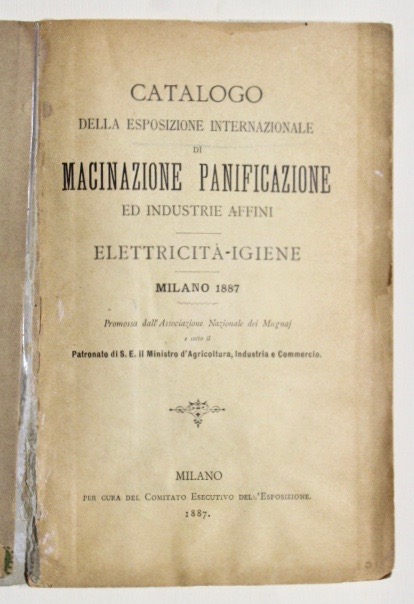 CATALOGO
DELLA ESPOSIZIONE INTERNAZIONALE
DI
MACINAZIONE PANIFICAZIONE
ED INDUSTRIE AFFINI
ELETTRICITÀ-IGIENE
MILANO 1887
Promossa dall'Associazione Nazionale dei Mugnaj
e sotto il
Patronato di S. E. il Ministro d'Agricoltura, Industria e Commercio.
MILANO
PER CURA DEL COMITATO ESECUTIVO DELL'ESPOSIZIONE.
1887.